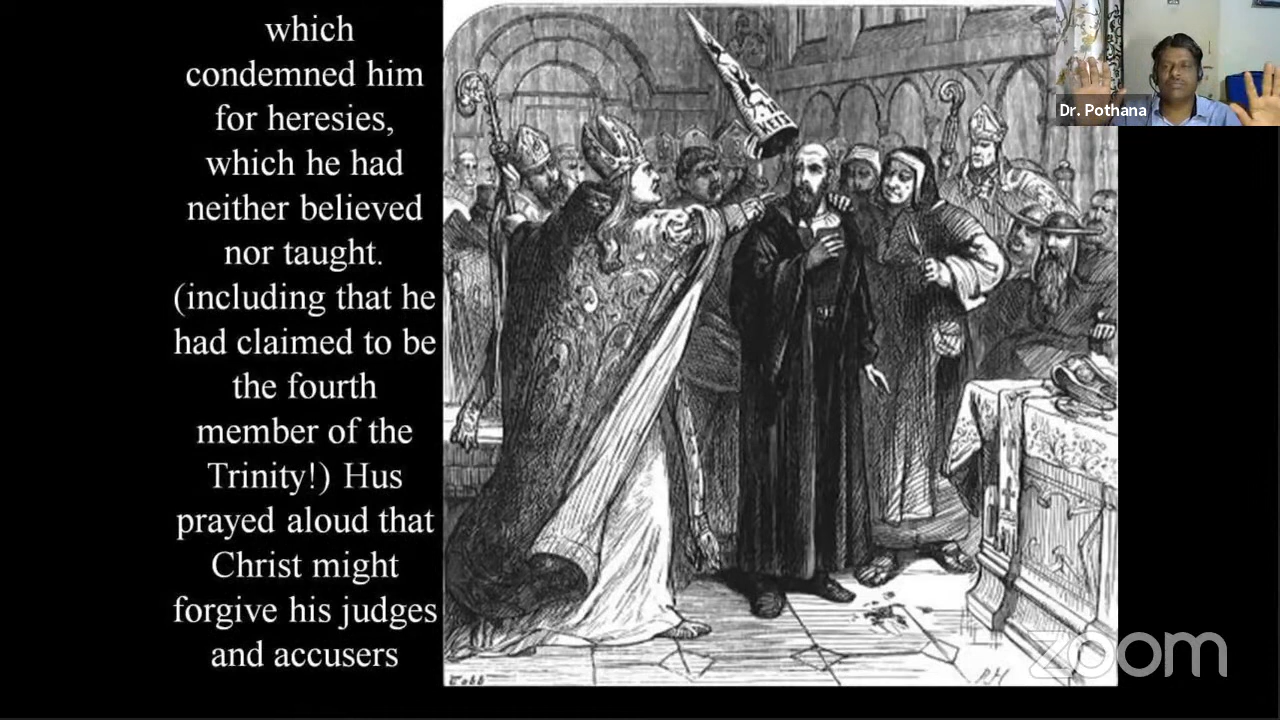 which
condemned him
for heresies,
which he had
neither believed
nor taught.
(including that he
had claimed to be
the fourth
member of the
Trinity!) Hus
prayed aloud that
Christ might
forgive his judges
and accusers
Dr. Pothana
zoom